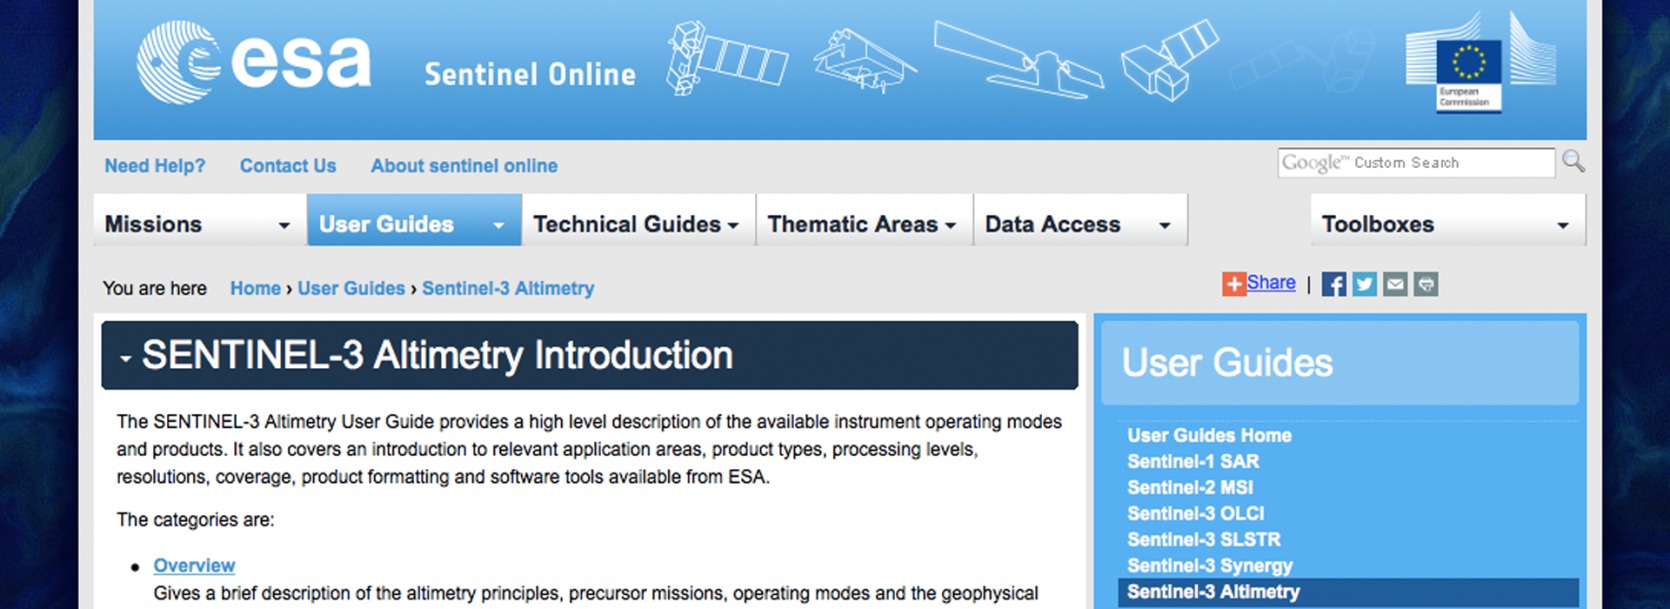 esa
Sentinel Online
European
Commission
Need Help? Contact Us About sentinel online
Google™ Custom Search
Missions User Guides Technical Guides Thematic Areas Data Access Toolboxes
You are here Home › User Guides › Sentinel-3 Altimetry
Share |
SENTINEL-3 Altimetry Introduction
The SENTINEL-3 Altimetry User Guide provides a high level description of the available instrument operating modes
and products. It also covers an introduction to relevant application areas, product types, processing levels,
resolutions, coverage, product formatting and software tools available from ESA.
The categories are:
• Overview
Gives a brief description of the altimetry principles, precursor missions, operating modes and the geophysical
User Guides
User Guides Home
Sentinel-1 SAR
Sentinel-2 MSI
Sentinel-3 OLCI
Sentinel-3 SLSTR
Sentinel-3 Synergy
Sentinel-3 Altimetry